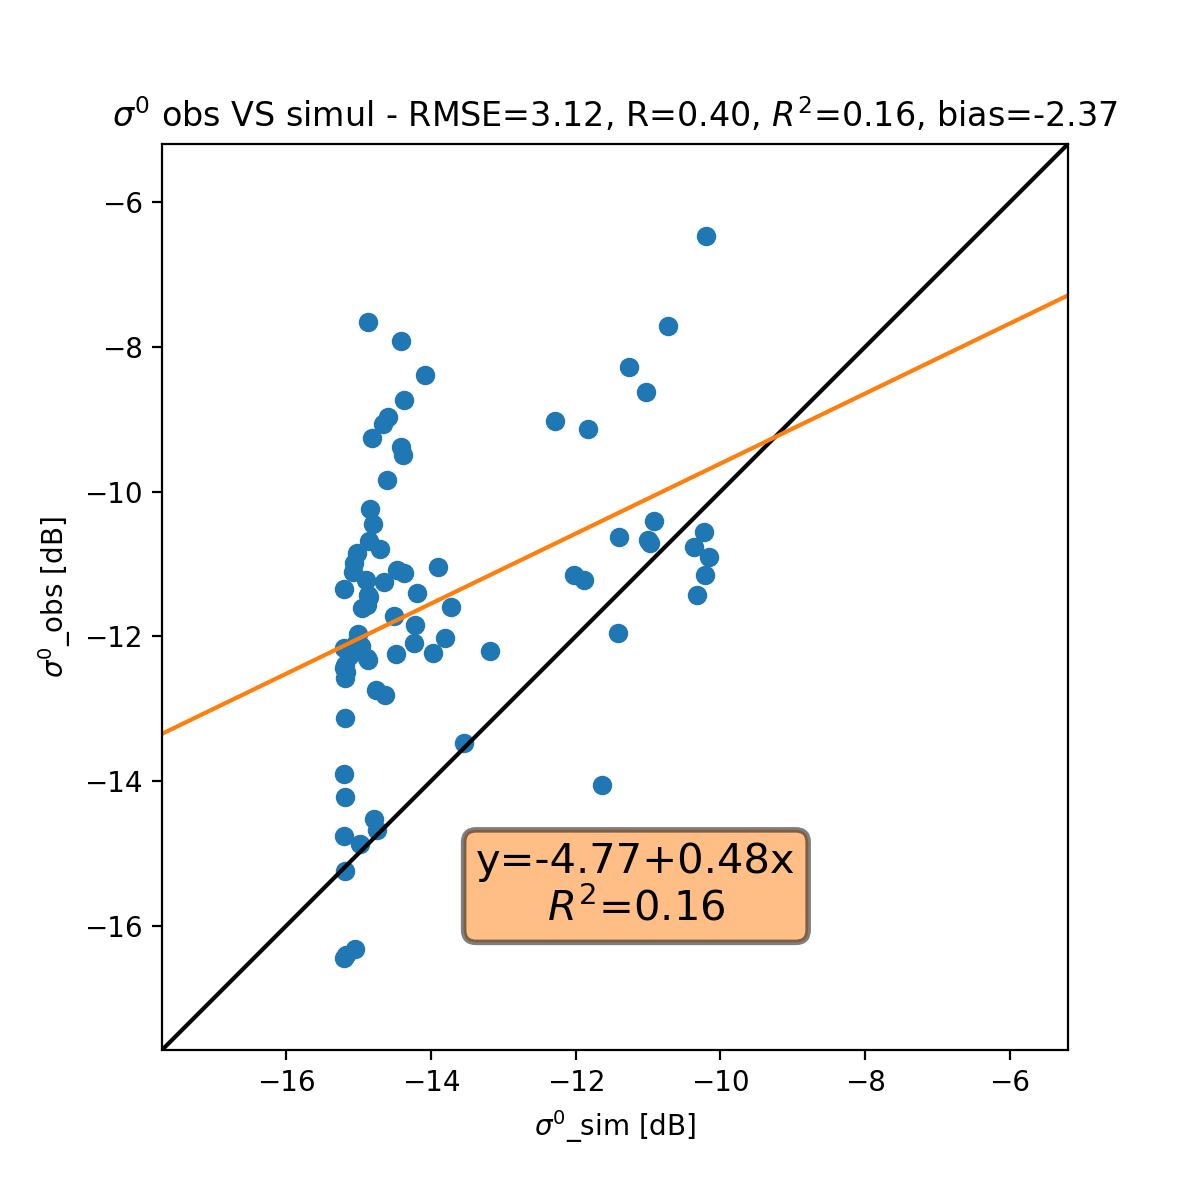 σ⁰ obs VS simul - RMSE=3.12, R=0.40, R²=0.16, bias=-2.37
−6
−8
−10
−12
−14
−16
σ⁰_obs [dB]
y=-4.77+0.48x
R²=0.16
−16 −14 −12 −10 −8 −6
σ⁰_sim [dB]